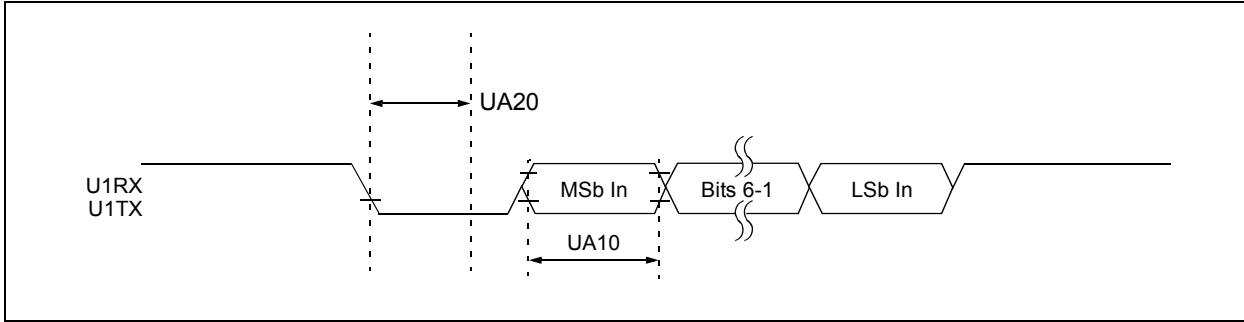 UA20
U1RX
U1TX
MSb In
Bits 6-1
LSb In
UA10